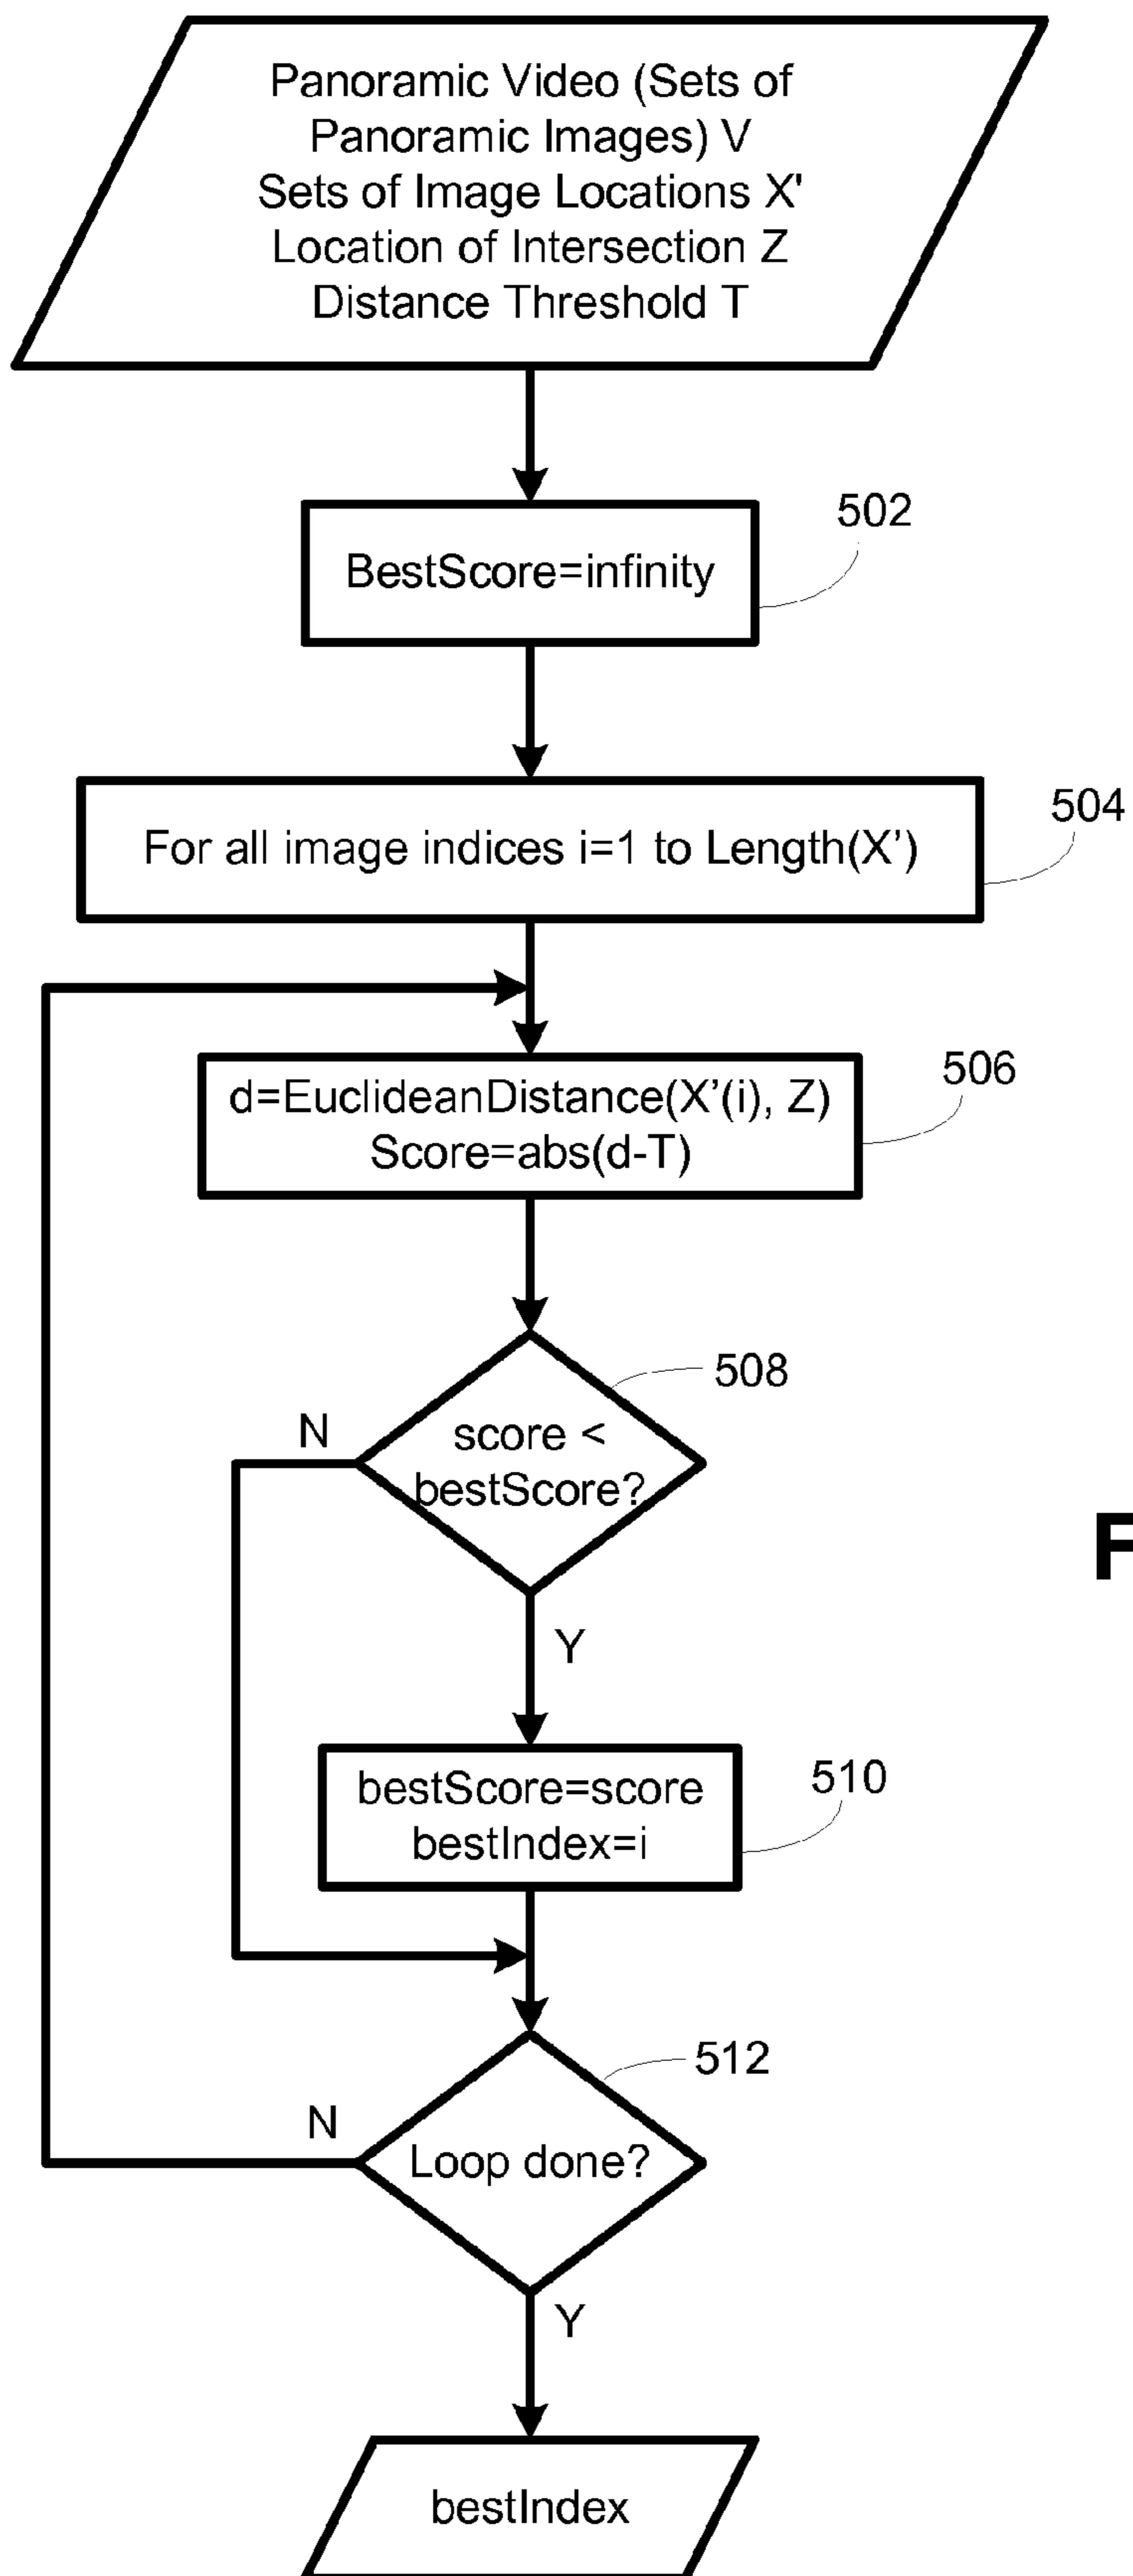 Panoramic Video (Sets of
Panoramic Images) V
Sets of Image Locations X'
Location of Intersection Z
Distance Threshold T
502
BestScore=infinity
504
For all image indices i=1 to Length(X’)
506
d=EuclideanDistance(X’(i), Z)
Score=abs(d-T)
508
N
score <
bestScore?
F
Y
510
bestScore=score
bestIndex=i
512
N
Loop done?
Y
bestIndex